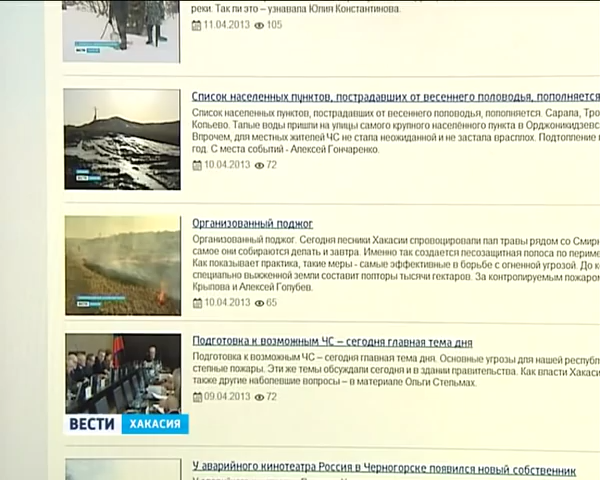 реки. Так ли это – узнавала Юлия Константинова.
11.04.2013 105
Список населенных пунктов, пострадавших от весеннего половодья, пополняется
Список населенных пунктов, пострадавших от весеннего половодья, пополняется. Сарала, Тро
Копьево. Талые воды пришли на улицы самого крупного населённого пункта в Орджоникидзевс
Впрочем, для местных жителей ЧС не стала неожиданной и не застала врасплох. Подтопление
год. С места событий - Алексей Гончаренко.
10.04.2013 72
Организованный поджог
Организованный поджог. Сегодня лесники Хакасии спровоцировали пал травы рядом со Смирн
самое они собираются делать и завтра. Именно так создается лесозащитная полоса по периме
Как показывает практика, такие меры - самые эффективные в борьбе с огненной угрозой. До к
специально выжженной земли составит полторы тысячи гектаров. За контролируемым пожаром
Крылова и Алексей Голубев.
10.04.2013 65
Подготовка к возможным ЧС – сегодня главная тема дня
Подготовка к возможным ЧС – сегодня главная тема дня. Основные угрозы для нашей республ
степные пожары. Эти же темы обсуждали сегодня и в здании правительства. Как власти Хакаси
также другие наболевшие вопросы – в материале Ольги Стельмах.
09.04.2013 72
ВЕСТИ ХАКАСИЯ
У аварийного кинотеатра Россия в Черногорске появился новый собственник